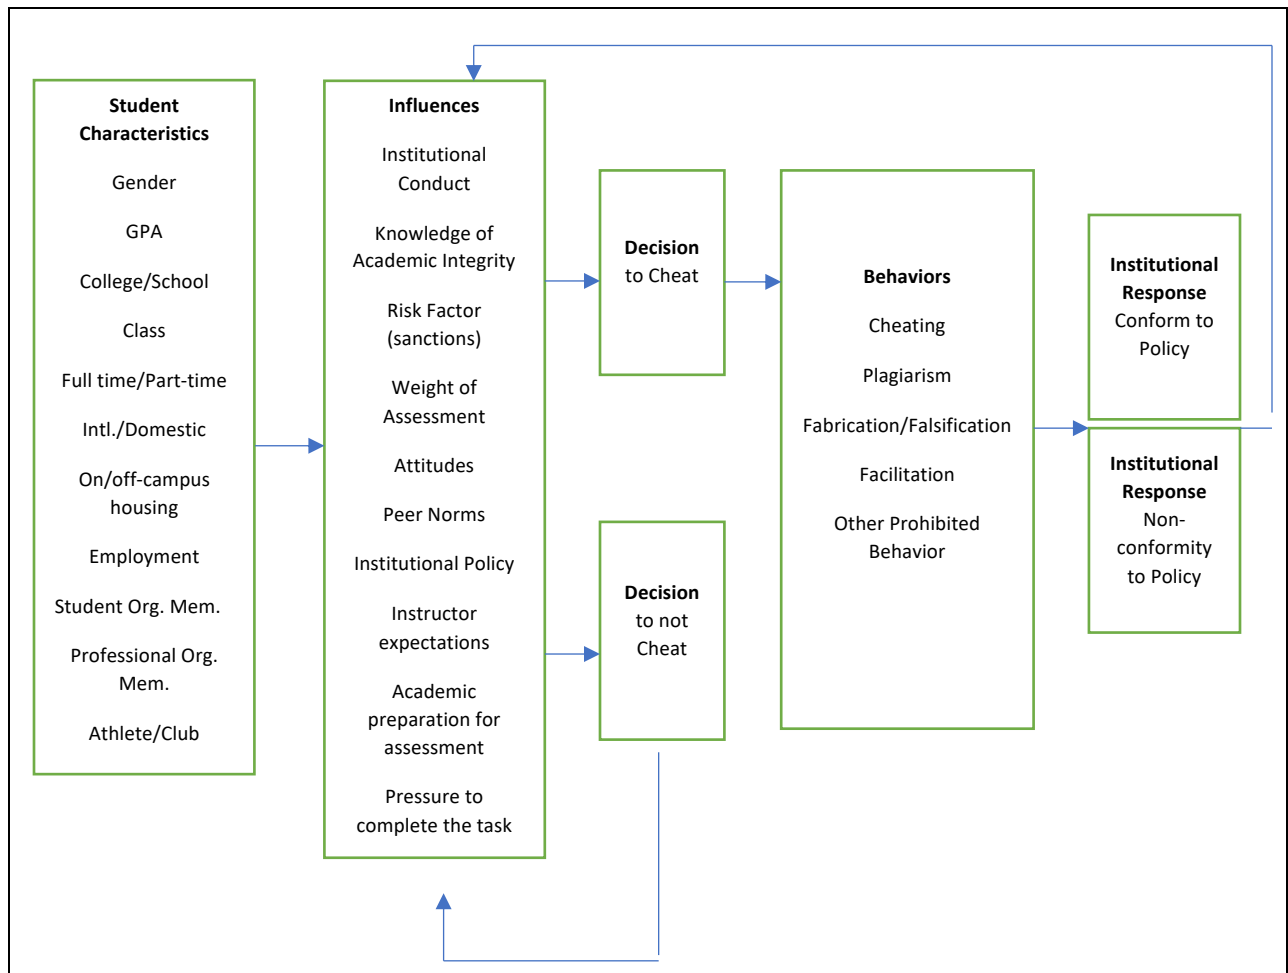 Student
Characteristics
Gender
GPA
College/School
Class
Full time/Part-time
Intl./Domestic
On/off-campus
housing
Employment
Student Org. Mem.
Professional Org.
Mem.
Athlete/Club
Influences
Institutional
Conduct
Knowledge of
Academic Integrity
Risk Factor
(sanctions)
Weight of
Assessment
Attitudes
Peer Norms
Institutional Policy
Instructor
expectations
Academic
preparation for
assessment
Pressure to
complete the task
Decision
to Cheat
Decision
to not
Cheat
Behaviors
Cheating
Plagiarism
Fabrication/Falsification
Facilitation
Other Prohibited
Behavior
Institutional
Response
Conform to
Policy
Institutional
Response
Non-
conformity
to Policy